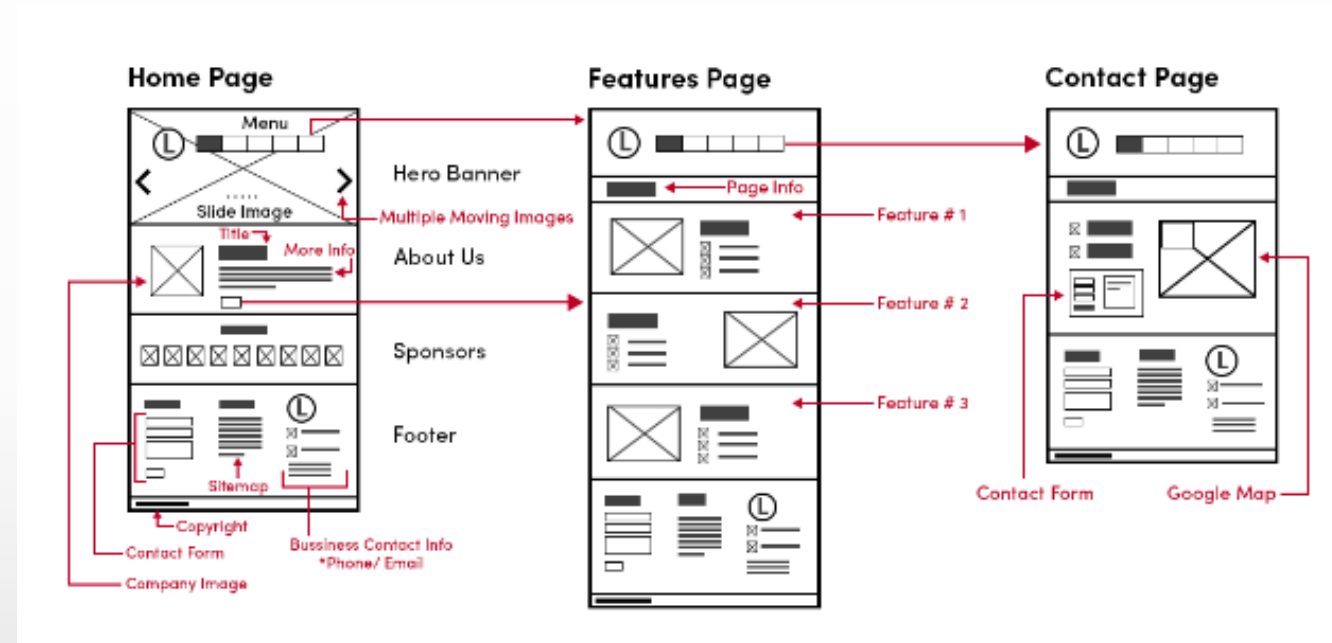 Home Page
Menu
L
Slide Image
Hero Banner
Multiple Moving Images
Title
More Info
About Us
Sponsors
L
Footer
Sitemap
Copyright
Contact Form
Bussiness Contact Info
*Phone/ Email
Company Image
Features Page
L
Page Info
Feature # 1
Feature # 2
Feature # 3
L
Contact Page
L
L
Contact Form
Google Map